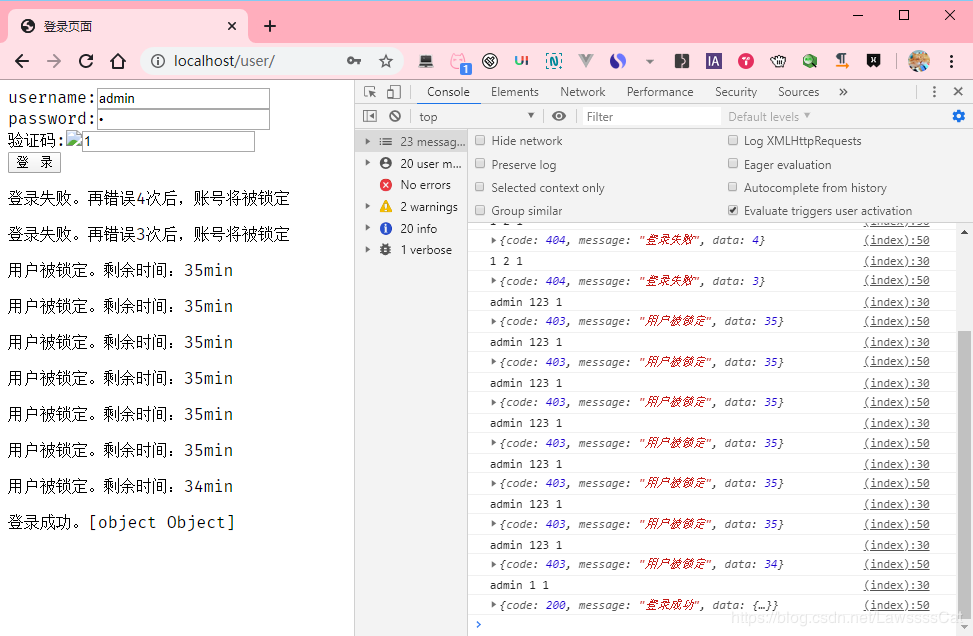 登录页面
localhost/user/
1
UI
N
IA
username:admin
password:•
验证码:1
登 录
登录失败。再错误4次后，账号将被锁定
登录失败。再错误3次后，账号将被锁定
用户被锁定。剩余时间：35min
用户被锁定。剩余时间：35min
用户被锁定。剩余时间：35min
用户被锁定。剩余时间：35min
用户被锁定。剩余时间：35min
用户被锁定。剩余时间：35min
用户被锁定。剩余时间：34min
登录成功。[object Object]
Console Elements Network Performance Security Sources »
top Filter Default levels
23 messag...
20 user m...
No errors
2 warnings
20 info
1 verbose
Hide network Log XMLHttpRequests
Preserve log Eager evaluation
Selected context only Autocomplete from history
Group similar Evaluate triggers user activation
1 2 1 (index):30
{code: 404, message: "登录失败", data: 4} (index):50
1 2 1 (index):30
{code: 404, message: "登录失败", data: 3} (index):50
admin 123 1 (index):30
{code: 403, message: "用户被锁定", data: 35} (index):50
admin 123 1 (index):30
{code: 403, message: "用户被锁定", data: 35} (index):50
admin 123 1 (index):30
{code: 403, message: "用户被锁定", data: 35} (index):50
admin 123 1 (index):30
{code: 403, message: "用户被锁定", data: 35} (index):50
admin 123 1 (index):30
{code: 403, message: "用户被锁定", data: 35} (index):50
admin 123 1 (index):30
{code: 403, message: "用户被锁定", data: 35} (index):50
admin 123 1 (index):30
{code: 403, message: "用户被锁定", data: 34} (index):50
admin 1 1 (index):30
{code: 200, message: "登录成功", data: {…}} (index):50
https://blog.csdn.net/LawssssCat